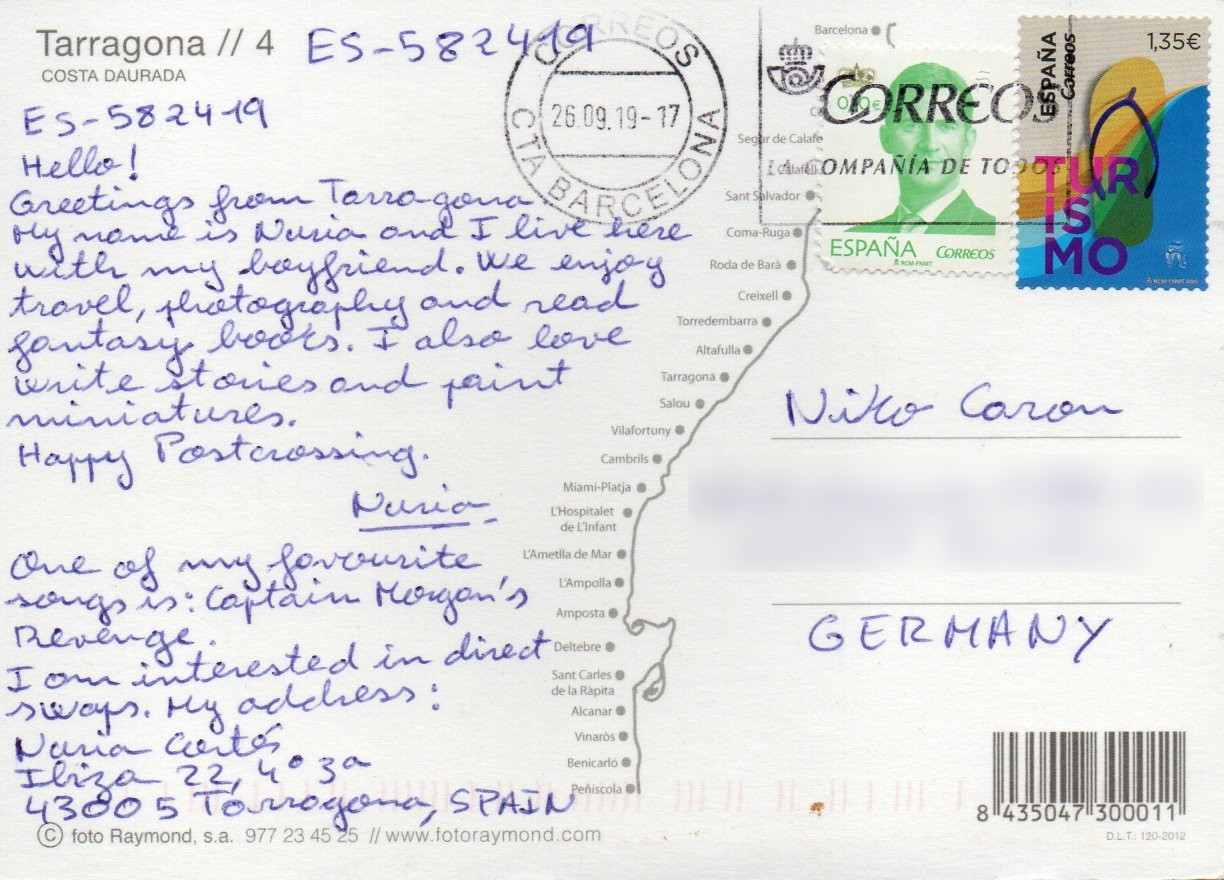 Tarragona // 4
COSTA DAURADA
ES-582419
ES-582419
Hello!
Greetings from Tarragona.
My name is Nuria and I live here
with my boyfriend. We enjoy
travel, photography and read
fantasy books. I also love
write stories and paint
miniatures.
Happy Postcrossing.
Nuria
One of my favourite
songs is: Captain Morgan's
Revenge.
I am interested in direct
swaps. My address:
Nuria Cortés
Ibiza 22, 4º 3a
43005 Tarragona, SPAIN
© foto Raymond, s.a. 977 23 45 25 // www.fotoraymond.com
CORREOS
26.09.19-17
CTA BARCELONA
CORREOS
LA COMPAÑÍA DE TODOS
ESPAÑA
CORREOS
RCM-FNMT
1,35€
ESPAÑA
Correos
TUR
IS
MO
Barcelona
Segur de Calafell
Calafell
Sant Salvador
Coma-Ruga
Roda de Barà
Creixell
Torredembarra
Altafulla
Tarragona
Salou
Vilafortuny
Cambrils
Miami-Platja
L'Hospitalet
de L'Infant
L'Ametlla de Mar
L'Ampolla
Amposta
Deltebre
Sant Carles
de la Ràpita
Alcanar
Vinaròs
Benicarló
Peñiscola
Niko Caron
GERMANY
8 435047 300011
D.L.T.: 120-2012